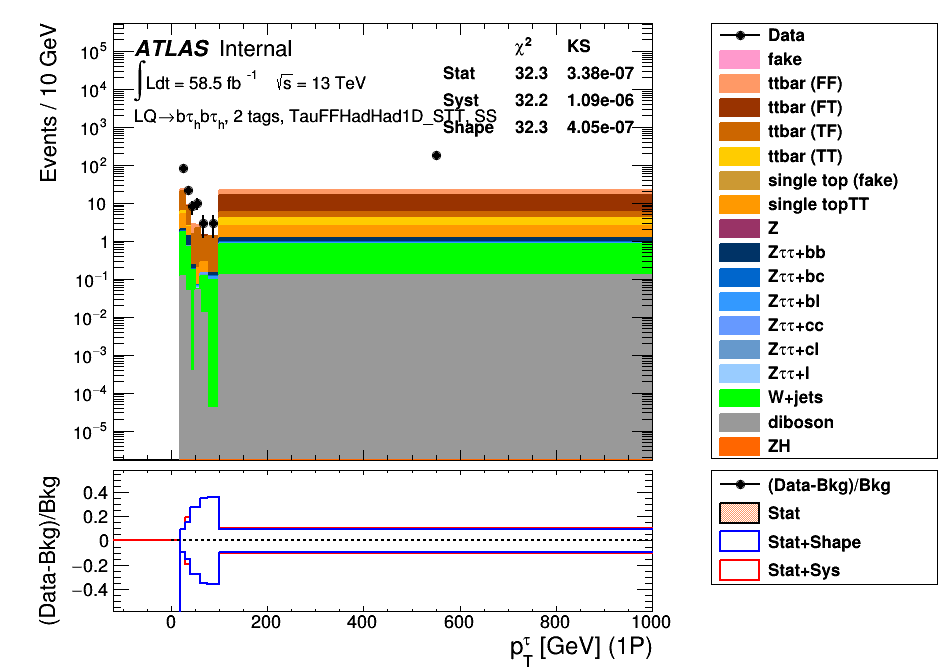 ATLAS Internal
∫Ldt = 58.5 fb⁻¹ √s = 13 TeV
LQ→bτₕbτₕ, 2 tags, TauFFHadHad1D_STT, SS
χ² KS
Stat 32.3 3.38e-07
Syst 32.2 1.09e-06
Shape 32.3 4.05e-07
Events / 10 GeV
10⁵
10⁴
10³
10²
10
1
10⁻¹
10⁻²
10⁻³
10⁻⁴
10⁻⁵
Data
fake
ttbar (FF)
ttbar (FT)
ttbar (TF)
ttbar (TT)
single top (fake)
single topTT
Z
Zττ+bb
Zττ+bc
Zττ+bl
Zττ+cc
Zττ+cl
Zττ+l
W+jets
diboson
ZH
(Data-Bkg)/Bkg
0.4
0.2
0
−0.2
−0.4
0 200 400 600 800 1000
p_T^τ [GeV] (1P)
(Data-Bkg)/Bkg
Stat
Stat+Shape
Stat+Sys